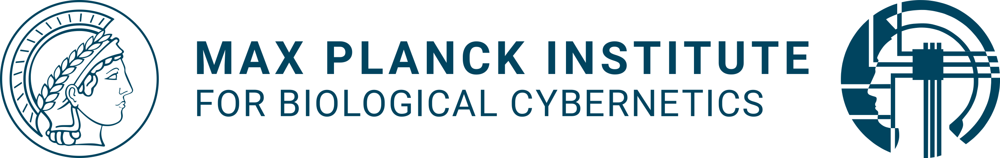 MAX PLANCK INSTITUTE
FOR BIOLOGICAL CYBERNETICS